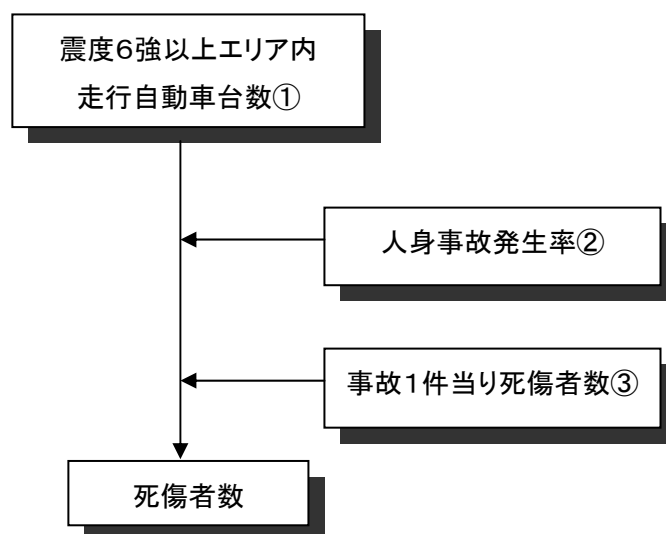 震度6強以上エリア内
走行自動車台数①
人身事故発生率②
事故1件当り死傷者数③
死傷者数